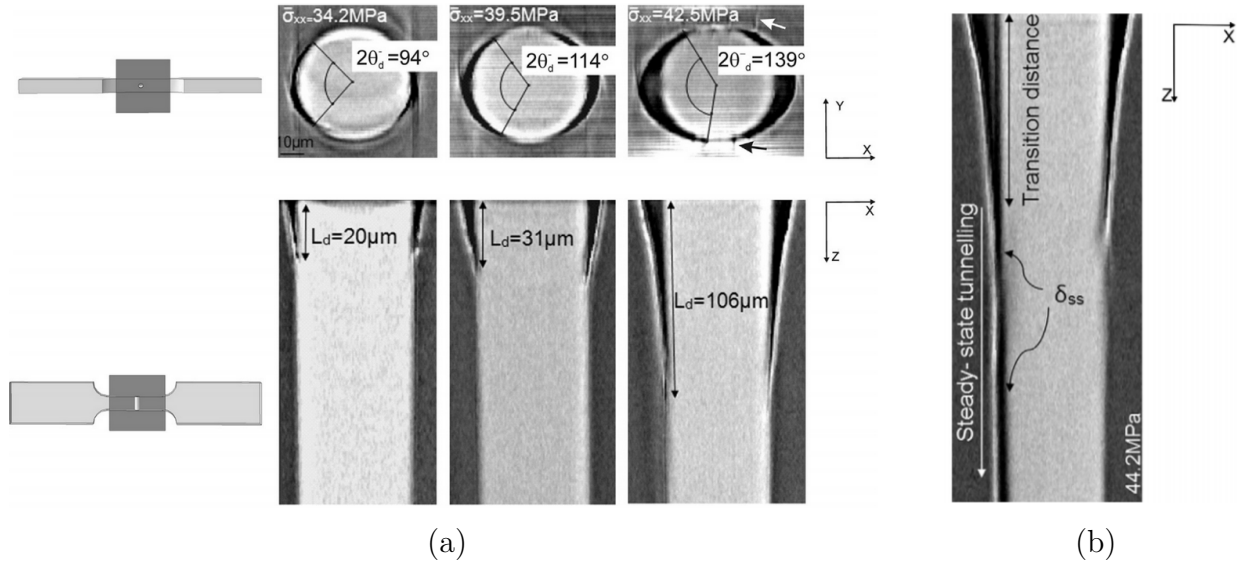 σ̄xx=34.2MPa
2θ̄d=94°
10μm
σ̄xx=39.5MPa
2θ̄d=114°
σ̄xx=42.5MPa
2θ̄d=139°
Y
X
Ld=20μm
Ld=31μm
Ld=106μm
X
Z
(a)
Transition distance
Steady- state tunnelling
δss
44.2MPa
X
Z
(b)